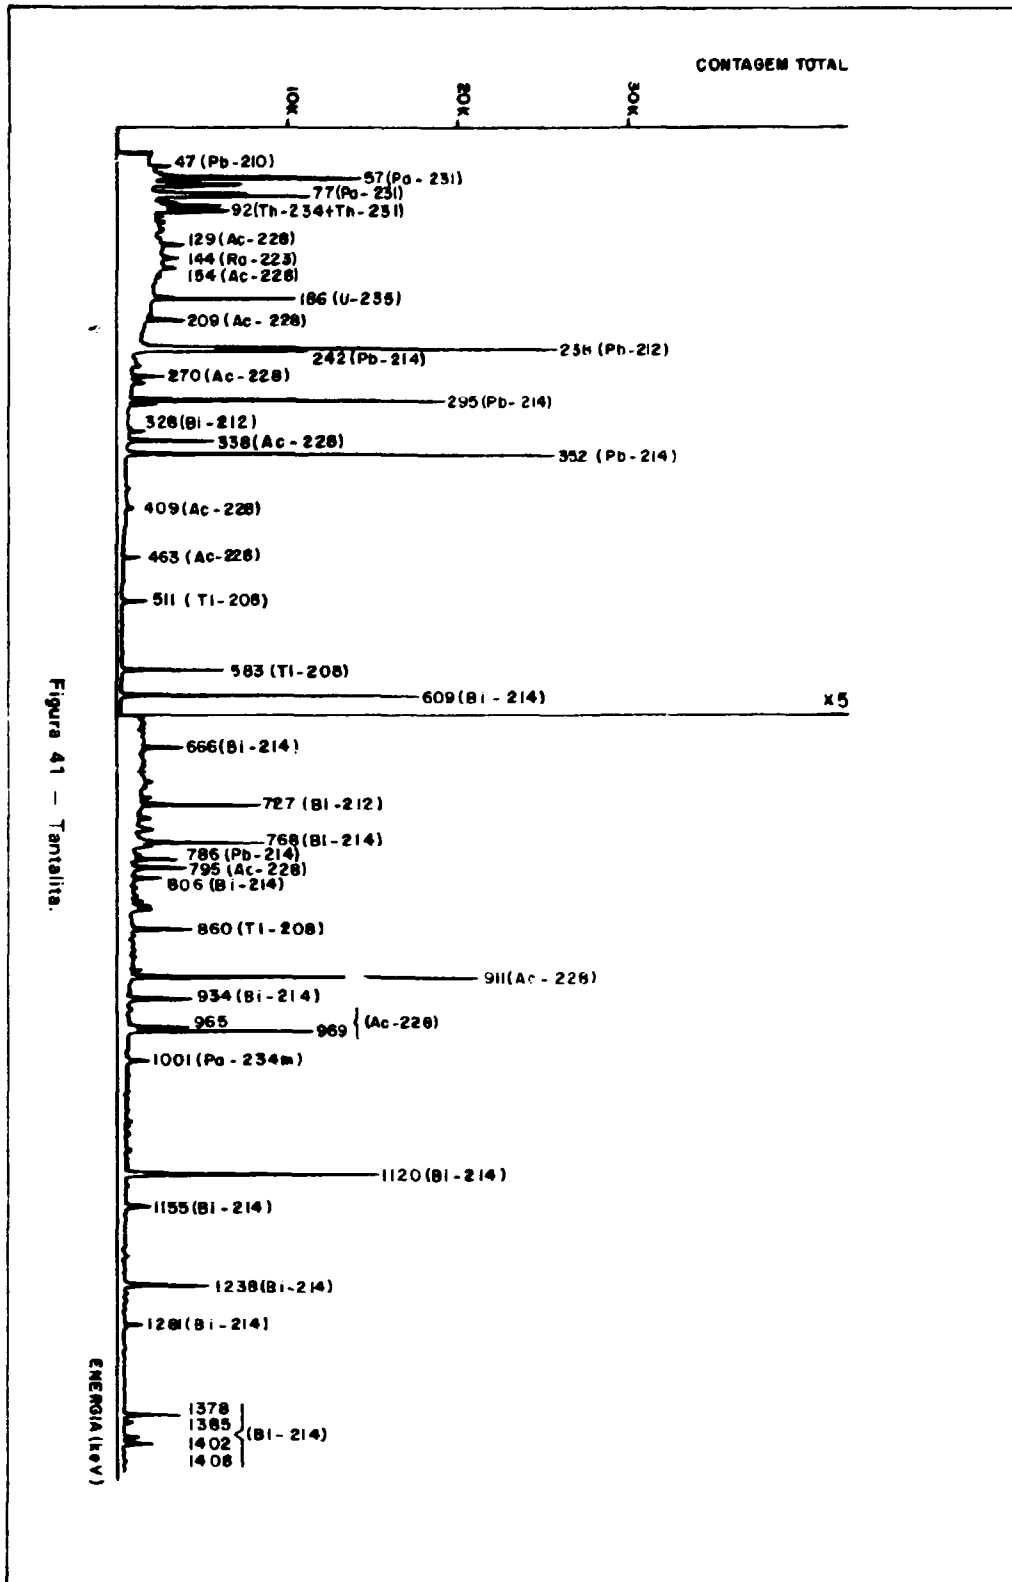 CONTAGEM TOTAL
10K
20K
30K
47 (Pb-210)
57 (Pa-231)
77 (Pa-231)
92 (Th-234+Th-231)
129 (Ac-228)
144 (Ra-223)
154 (Ac-228)
186 (U-235)
209 (Ac-228)
238 (Pb-212)
242 (Pb-214)
270 (Ac-228)
295 (Pb-214)
328 (Bi-212)
338 (Ac-228)
352 (Pb-214)
409 (Ac-228)
463 (Ac-228)
511 (Tl-208)
583 (Tl-208)
609 (Bi-214)
x5
666 (Bi-214)
727 (Bi-212)
768 (Bi-214)
786 (Pb-214)
795 (Ac-228)
806 (Bi-214)
860 (Tl-208)
911 (Ac-228)
934 (Bi-214)
965
969
(Ac-228)
1001 (Pa-234m)
1120 (Bi-214)
1155 (Bi-214)
1238 (Bi-214)
1281 (Bi-214)
1378
1385
1402
1408
(Bi-214)
ENERGIA (keV)
Figura 41 – Tantalita.